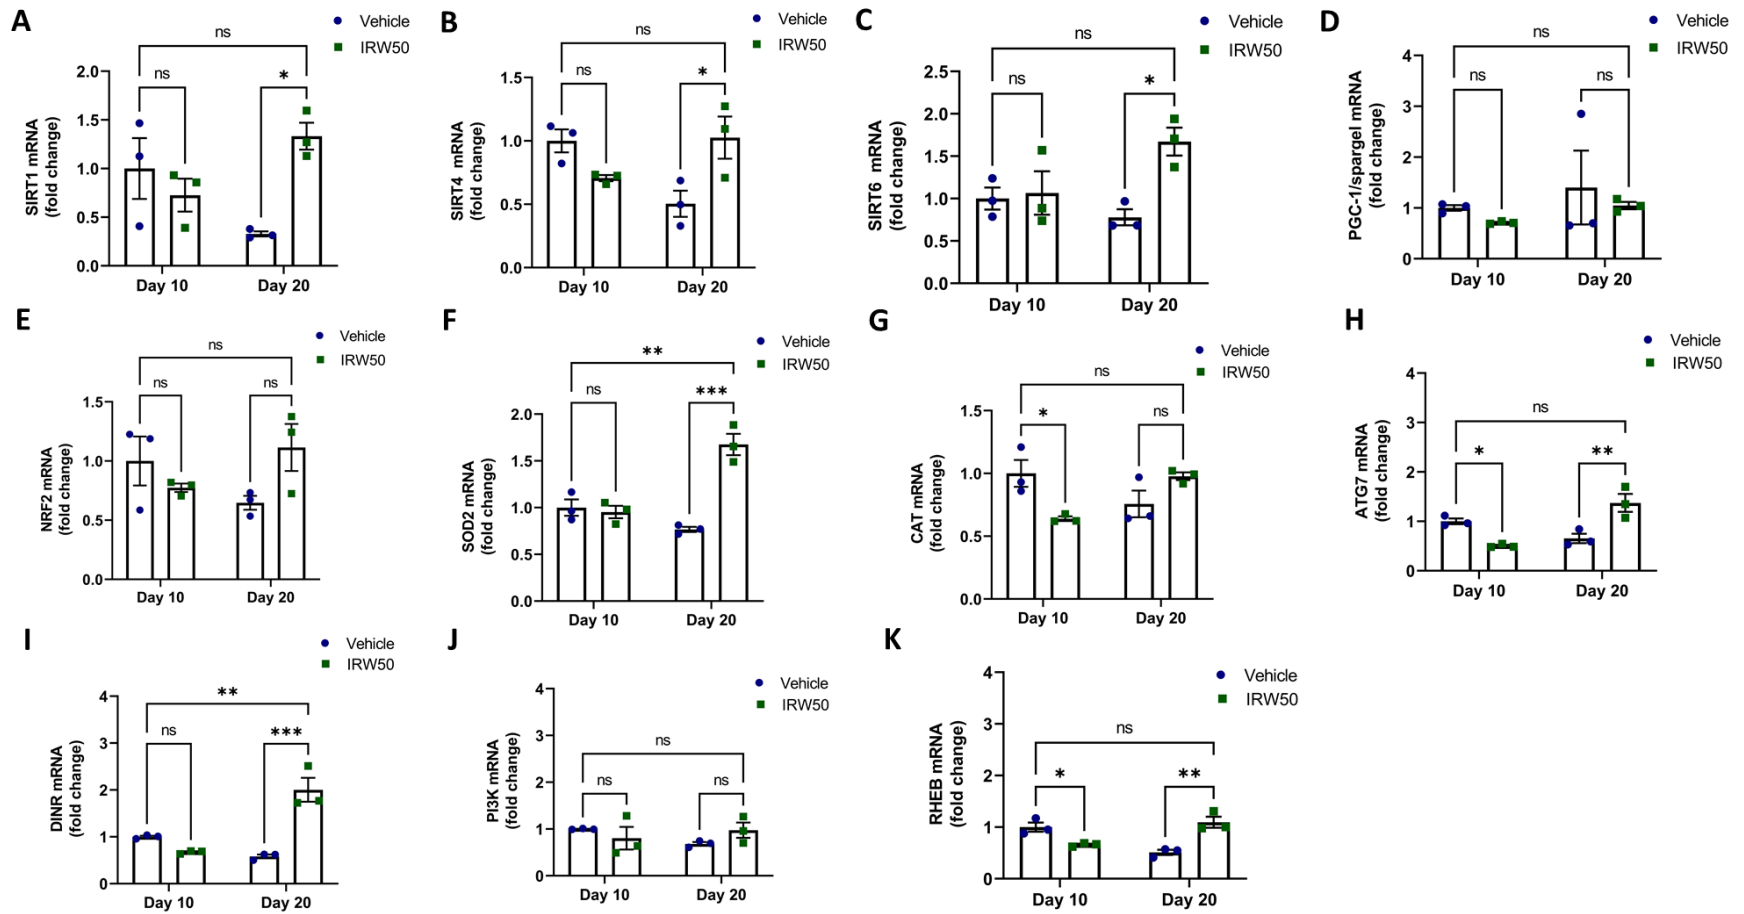 A
Vehicle
IRW50
ns
ns
*
SIRT1 mRNA
(fold change)
2.0
1.5
1.0
0.5
0.0
Day 10
Day 20
B
Vehicle
IRW50
ns
ns
*
SIRT4 mRNA
(fold change)
1.5
1.0
0.5
0.0
Day 10
Day 20
C
Vehicle
IRW50
ns
ns
*
SIRT6 mRNA
(fold change)
2.5
2.0
1.5
1.0
0.5
0.0
Day 10
Day 20
D
Vehicle
IRW50
ns
ns
ns
PGC-1/spargel mRNA
(fold change)
4
3
2
1
0
Day 10
Day 20
E
Vehicle
IRW50
ns
ns
ns
NRF2 mRNA
(fold change)
1.5
1.0
0.5
0.0
Day 10
Day 20
F
Vehicle
IRW50
**
ns
***
SOD2 mRNA
(fold change)
2.0
1.5
1.0
0.5
0.0
Day 10
Day 20
G
Vehicle
IRW50
ns
*
ns
CAT mRNA
(fold change)
1.5
1.0
0.5
0.0
Day 10
Day 20
H
Vehicle
IRW50
ns
*
**
ATG7 mRNA
(fold change)
4
3
2
1
0
Day 10
Day 20
I
Vehicle
IRW50
**
ns
***
DINR mRNA
(fold change)
4
3
2
1
0
Day 10
Day 20
J
Vehicle
IRW50
ns
ns
ns
PI3K mRNA
(fold change)
4
3
2
1
0
Day 10
Day 20
K
Vehicle
IRW50
ns
*
**
RHEB mRNA
(fold change)
4
3
2
1
0
Day 10
Day 20